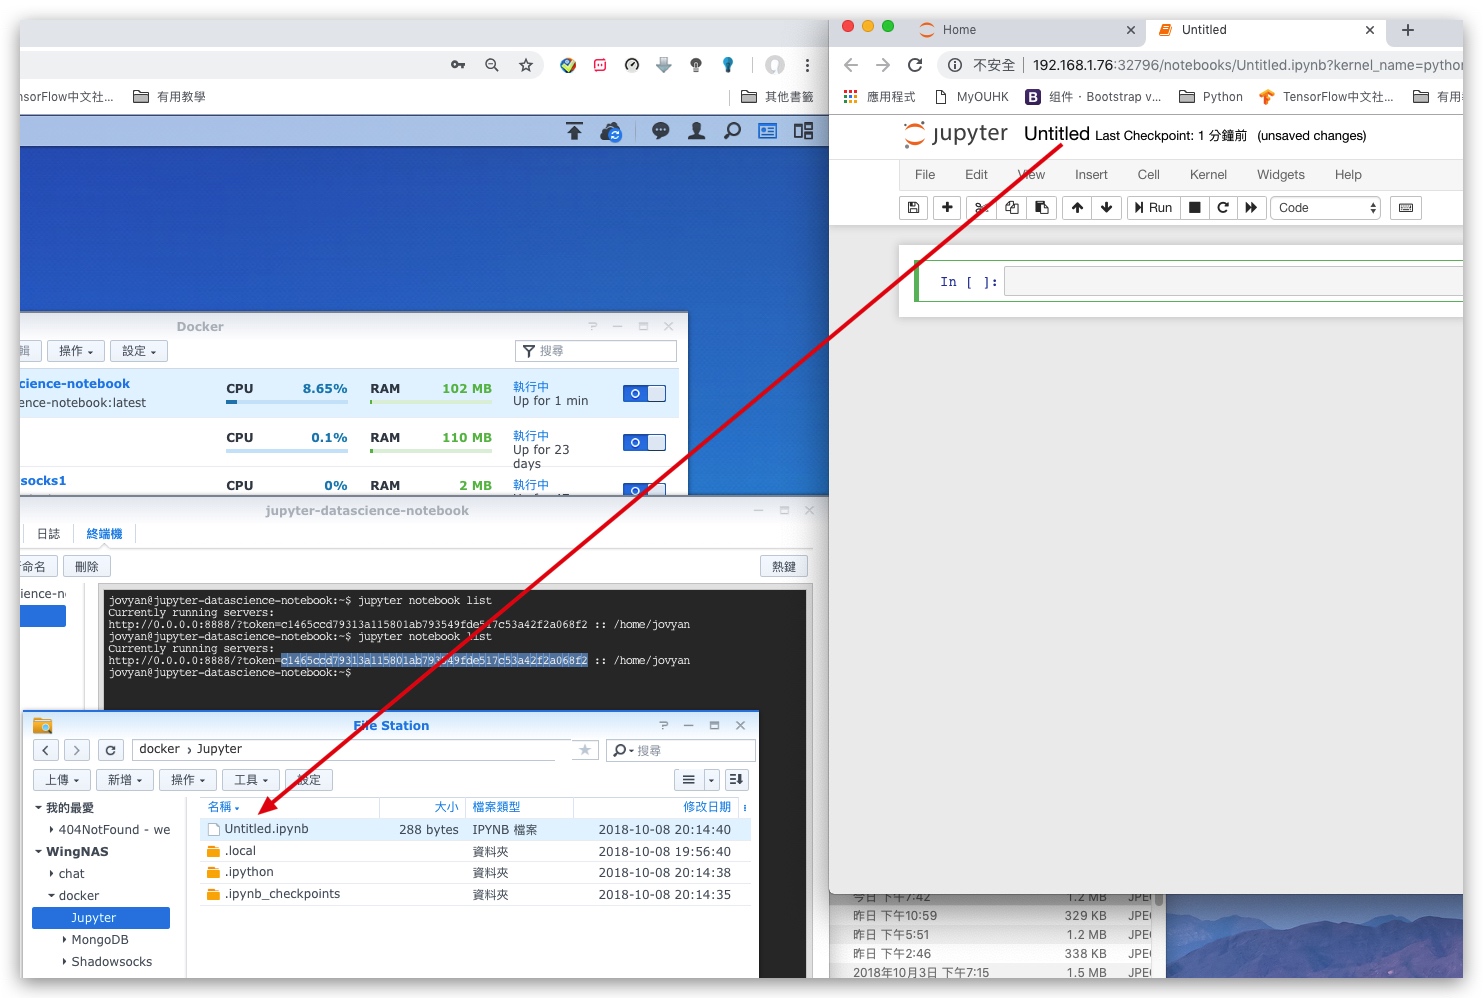 Home
Untitled
不安全
192.168.1.76:32796/notebooks/Untitled.ipynb?kernel_name=python
nsorFlow中文社...
有用教學
其他書籤
應用程式
MyOUHK
组件 · Bootstrap v...
Python
TensorFlow中文社...
有用
jupyter Untitled Last Checkpoint: 1 分鐘前 (unsaved changes)
File Edit View Insert Cell Kernel Widgets Help
Run
Code
In [ ]:
Docker
輯
操作
設定
搜尋
cience-notebook
ence-notebook:latest
CPU 8.65% RAM 102 MB
執行中
Up for 1 min
CPU 0.1% RAM 110 MB
執行中
Up for 23
days
socks1
CPU 0% RAM 2 MB
執行中
jupyter-datascience-notebook
日誌
終端機
命名
刪除
熱鍵
ience-n
jovyan@jupyter-datascience-notebook:~$ jupyter notebook list
Currently running servers:
http://0.0.0.0:8888/?token=c1465ccd79313a115801ab793549fde517c53a42f2a068f2 :: /home/jovyan
jovyan@jupyter-datascience-notebook:~$ jupyter notebook list
Currently running servers:
http://0.0.0.0:8888/?token=c1465ccd79313a115801ab793549fde517c53a42f2a068f2 :: /home/jovyan
jovyan@jupyter-datascience-notebook:~$
File Station
docker › Jupyter
搜尋
上傳
新增
操作
工具
設定
我的最愛
404NotFound - we
WingNAS
chat
docker
Jupyter
MongoDB
Shadowsocks
名稱 大小 檔案類型 修改日期
Untitled.ipynb 288 bytes IPYNB 檔案 2018-10-08 20:14:40
.local 資料夾 2018-10-08 19:56:40
.ipython 資料夾 2018-10-08 20:14:38
.ipynb_checkpoints 資料夾 2018-10-08 20:14:35
今日 下午7:42 1.2 MB JPE
昨日 下午10:59 329 KB JPE
昨日 下午5:51 1.2 MB JPE
昨日 下午2:46 338 KB JPE
2018年10月3日 下午7:15 1.5 MB JPE